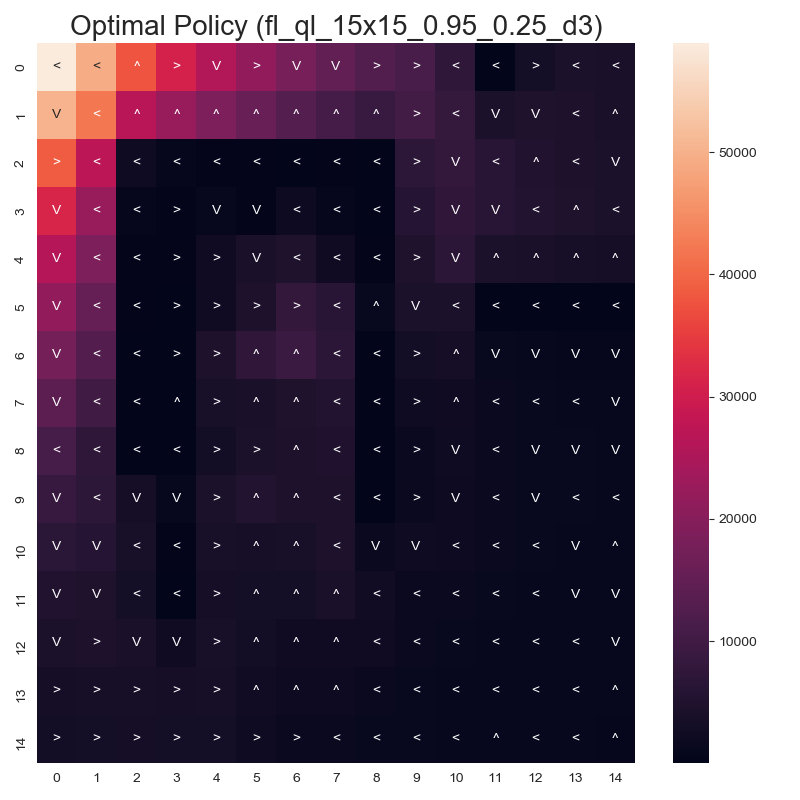 Optimal Policy (fl_ql_15x15_0.95_0.25_d3)
0 < < ^ > V > V V > > < < > < <
1 V < ^ ^ ^ ^ ^ ^ ^ > < V V < ^
2 > < < < < < < < < > V < ^ < V
3 V < < > V V < < < > V V < ^ <
4 V < < > > V < < < > V ^ ^ ^ ^
5 V < < > > > > < ^ V < < < < <
6 V < < > > ^ ^ < < > ^ V V V V
7 V < < ^ > ^ ^ < < > ^ < < < V
8 < < < < > > ^ < < > V < V V V
9 V < V V > ^ ^ < < > V < V < <
10 V V < < > ^ ^ < V V < < < V ^
11 V V < < > ^ ^ ^ < < < < < V V
12 V > V V > ^ ^ ^ < < < < < < V
13 > > > > > ^ ^ ^ < < < < < < ^
14 > > > > > > > < < < < ^ < < ^
0 1 2 3 4 5 6 7 8 9 10 11 12 13 14
50000
40000
30000
20000
10000